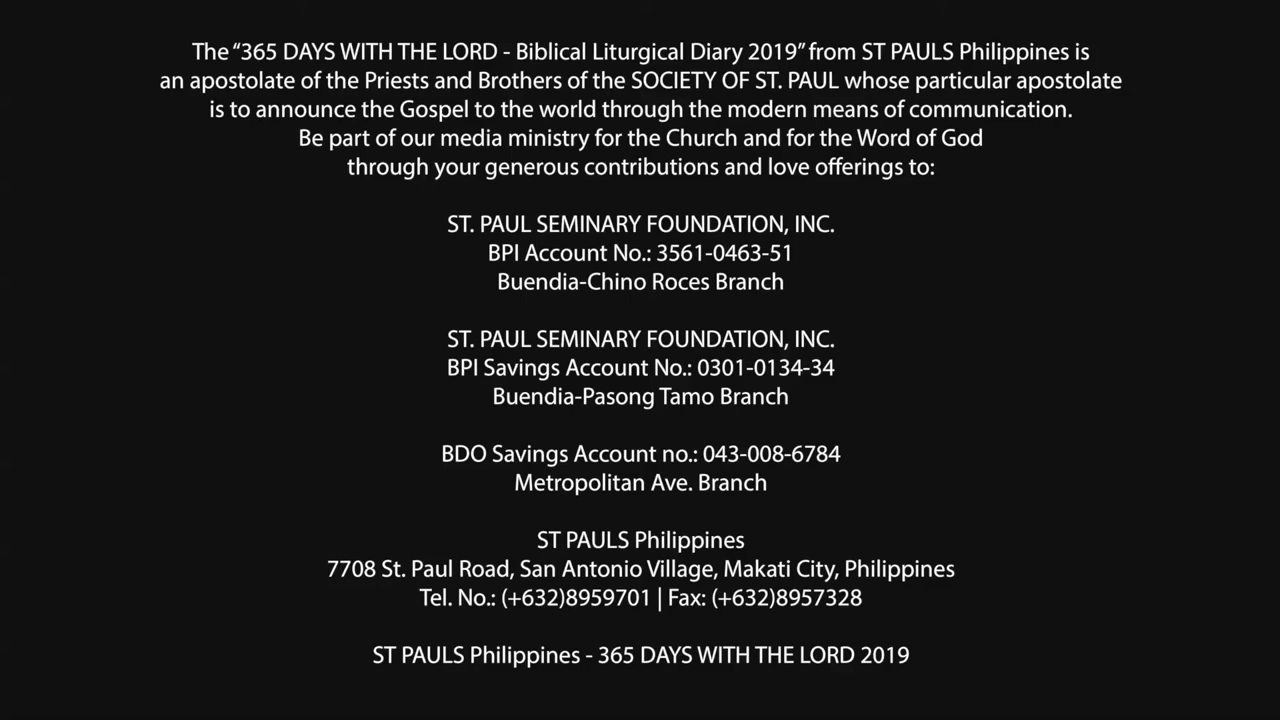 The “365 DAYS WITH THE LORD - Biblical Liturgical Diary 2019” from ST PAULS Philippines is
an apostolate of the Priests and Brothers of the SOCIETY OF ST. PAUL whose particular apostolate
is to announce the Gospel to the world through the modern means of communication.
Be part of our media ministry for the Church and for the Word of God
through your generous contributions and love offerings to:
ST. PAUL SEMINARY FOUNDATION, INC.
BPI Account No.: 3561-0463-51
Buendia-Chino Roces Branch
ST. PAUL SEMINARY FOUNDATION, INC.
BPI Savings Account No.: 0301-0134-34
Buendia-Pasong Tamo Branch
BDO Savings Account no.: 043-008-6784
Metropolitan Ave. Branch
ST PAULS Philippines
7708 St. Paul Road, San Antonio Village, Makati City, Philippines
Tel. No.: (+632)8959701 | Fax: (+632)8957328
ST PAULS Philippines - 365 DAYS WITH THE LORD 2019